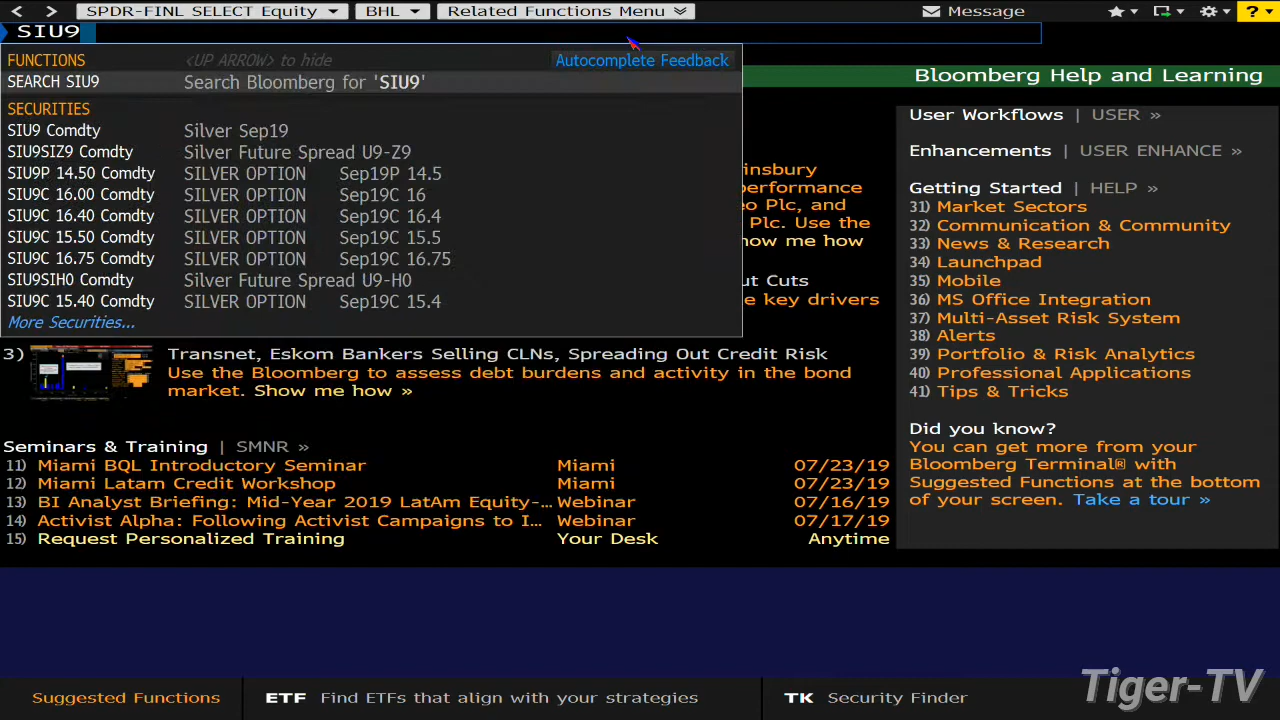 SPDR-FINL SELECT Equity BHL Related Functions Menu Message ?
SIU9
FUNCTIONS <UP ARROW> to hide Autocomplete Feedback
SEARCH SIU9 Search Bloomberg for 'SIU9'
SECURITIES
SIU9 Comdty Silver Sep19
SIU9SIZ9 Comdty Silver Future Spread U9-Z9
SIU9P 14.50 Comdty SILVER OPTION Sep19P 14.5
SIU9C 16.00 Comdty SILVER OPTION Sep19C 16
SIU9C 16.40 Comdty SILVER OPTION Sep19C 16.4
SIU9C 15.50 Comdty SILVER OPTION Sep19C 15.5
SIU9C 16.75 Comdty SILVER OPTION Sep19C 16.75
SIU9SIH0 Comdty Silver Future Spread U9-H0
SIU9C 15.40 Comdty SILVER OPTION Sep19C 15.4
More Securities...
insbury
performance
eo Plc, and
Plc. Use the
how me how
ut Cuts
e key drivers
3) Transnet, Eskom Bankers Selling CLNs, Spreading Out Credit Risk
Use the Bloomberg to assess debt burdens and activity in the bond
market. Show me how »
Seminars & Training | SMNR »
11) Miami BQL Introductory Seminar Miami 07/23/19
12) Miami Latam Credit Workshop Miami 07/23/19
13) BI Analyst Briefing: Mid-Year 2019 LatAm Equity-... Webinar 07/16/19
14) Activist Alpha: Following Activist Campaigns to I... Webinar 07/17/19
15) Request Personalized Training Your Desk Anytime
Bloomberg Help and Learning
User Workflows | USER »
Enhancements | USER ENHANCE »
Getting Started | HELP »
31) Market Sectors
32) Communication & Community
33) News & Research
34) Launchpad
35) Mobile
36) MS Office Integration
37) Multi-Asset Risk System
38) Alerts
39) Portfolio & Risk Analytics
40) Professional Applications
41) Tips & Tricks
Did you know?
You can get more from your
Bloomberg Terminal® with
Suggested Functions at the bottom
of your screen. Take a tour »
Suggested Functions ETF Find ETFs that align with your strategies TK Security Finder
Tiger-TV